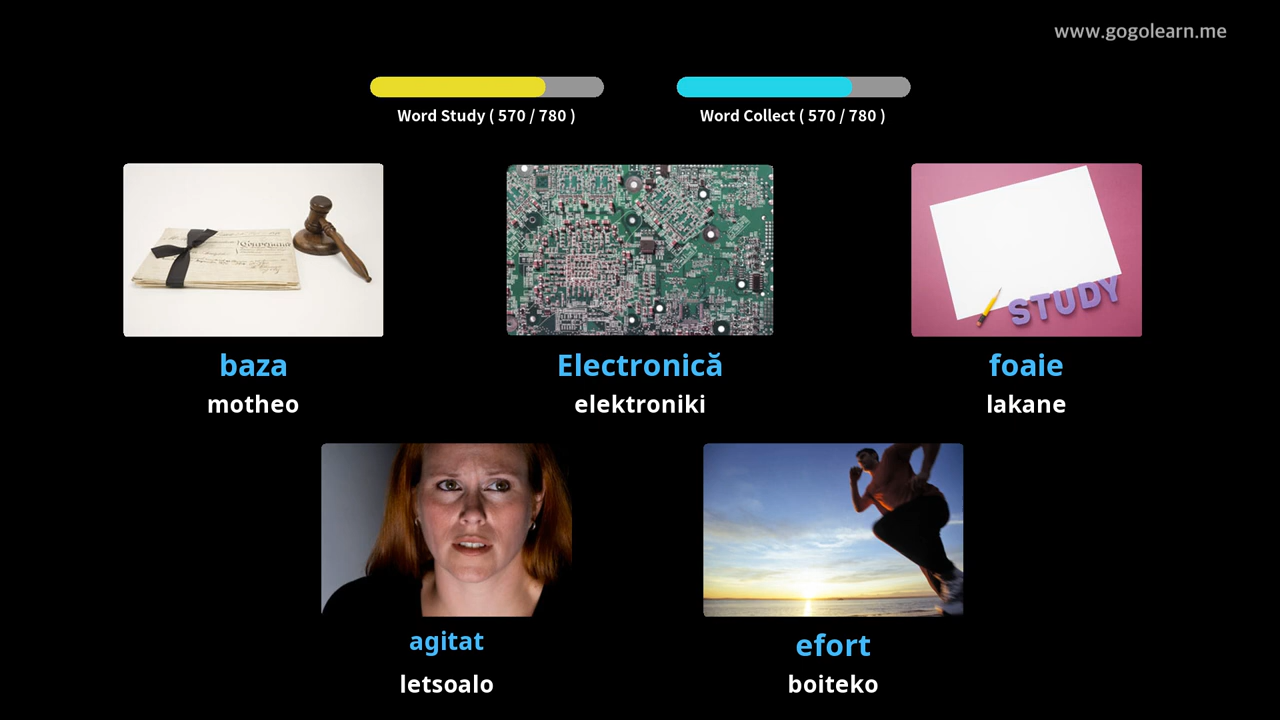 www.gogolearn.me
Word Study ( 570 / 780 )
Word Collect ( 570 / 780 )
STUDY
baza
Electronică
foaie
motheo
elektroniki
lakane
agitat
efort
letsoalo
boiteko